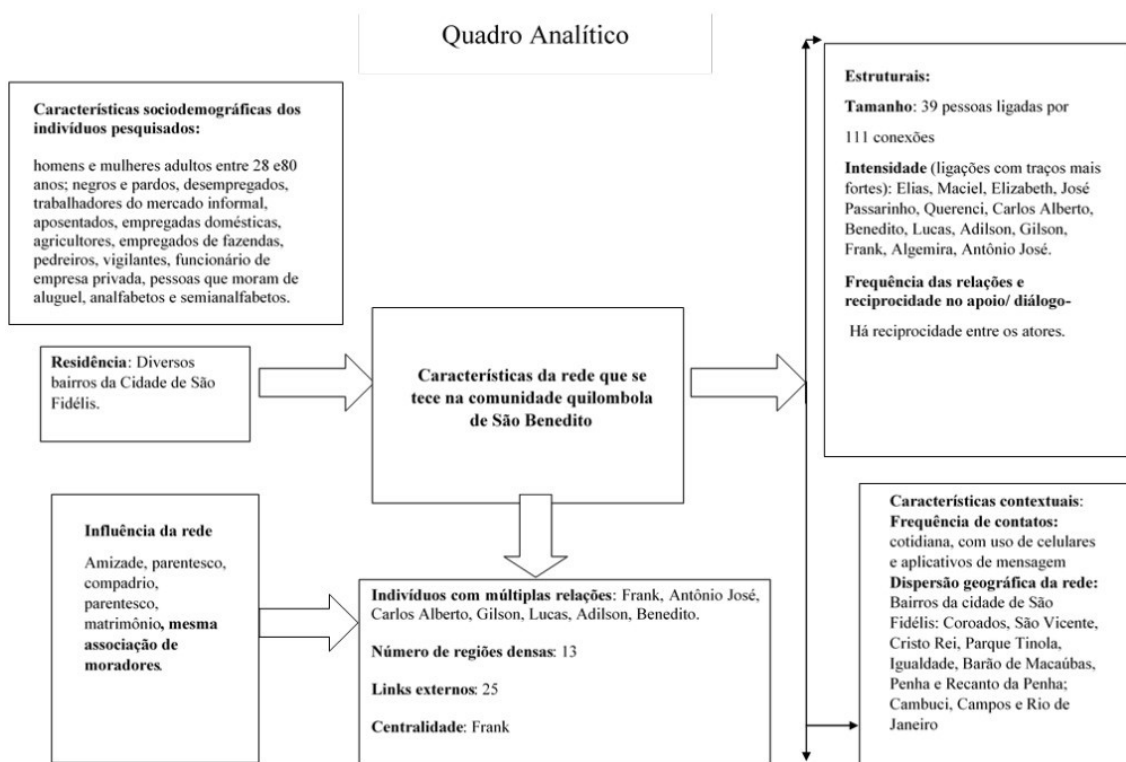 Quadro Analítico
Características sociodemográficas dos
indivíduos pesquisados:
homens e mulheres adultos entre 28 e80
anos; negros e pardos, desempregados,
trabalhadores do mercado informal,
aposentados, empregadas domésticas,
agricultores, empregados de fazendas,
pedreiros, vigilantes, funcionário de
empresa privada, pessoas que moram de
aluguel, analfabetos e semianalfabetos.
Residência: Diversos
bairros da Cidade de São
Fidélis.
Influência da rede
Amizade, parentesco,
compadrio,
parentesco,
matrimônio, mesma
associação de
moradores.
Características da rede que se
tece na comunidade quilombola
de São Benedito
Indivíduos com múltiplas relações: Frank, Antônio José,
Carlos Alberto, Gilson, Lucas, Adilson, Benedito.
Número de regiões densas: 13
Links externos: 25
Centralidade: Frank
Estruturais:
Tamanho: 39 pessoas ligadas por
111 conexões
Intensidade (ligações com traços mais
fortes): Elias, Maciel, Elizabeth, José
Passarinho, Querenci, Carlos Alberto,
Benedito, Lucas, Adilson, Gilson,
Frank, Algemira, Antônio José.
Frequência das relações e
reciprocidade no apoio/ diálogo-
Há reciprocidade entre os atores.
Características contextuais:
Frequência de contatos:
cotidiana, com uso de celulares
e aplicativos de mensagem
Dispersão geográfica da rede:
Bairros da cidade de São
Fidélis: Coroados, São Vicente,
Cristo Rei, Parque Tinola,
Igualdade, Barão de Macaúbas,
Penha e Recanto da Penha;
Cambuci, Campos e Rio de
Janeiro